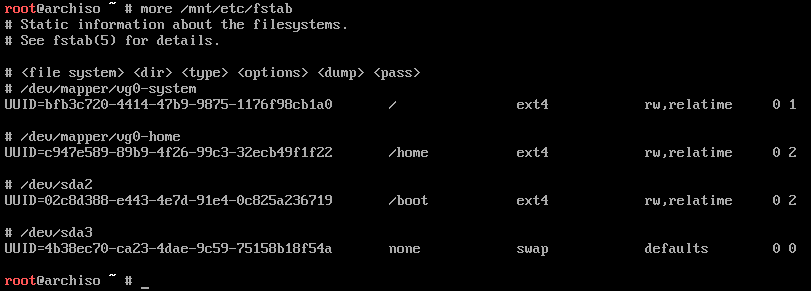 root@archiso ~ # more /mnt/etc/fstab
# Static information about the filesystems.
# See fstab(5) for details.

# <file system> <dir> <type> <options> <dump> <pass>
# /dev/mapper/vg0-system
UUID=bfb3c720-4414-47b9-9875-1176f98cb1a0       /               ext4            rw,relatime     0 1

# /dev/mapper/vg0-home
UUID=c947e589-89b9-4f26-99c3-32ecb49f1f22       /home           ext4            rw,relatime     0 2

# /dev/sda2
UUID=02c8d388-e443-4e7d-91e4-0c825a236719       /boot           ext4            rw,relatime     0 2

# /dev/sda3
UUID=4b38ec70-ca23-4dae-9c59-75158b18f54a       none            swap            defaults        0 0

root@archiso ~ # _